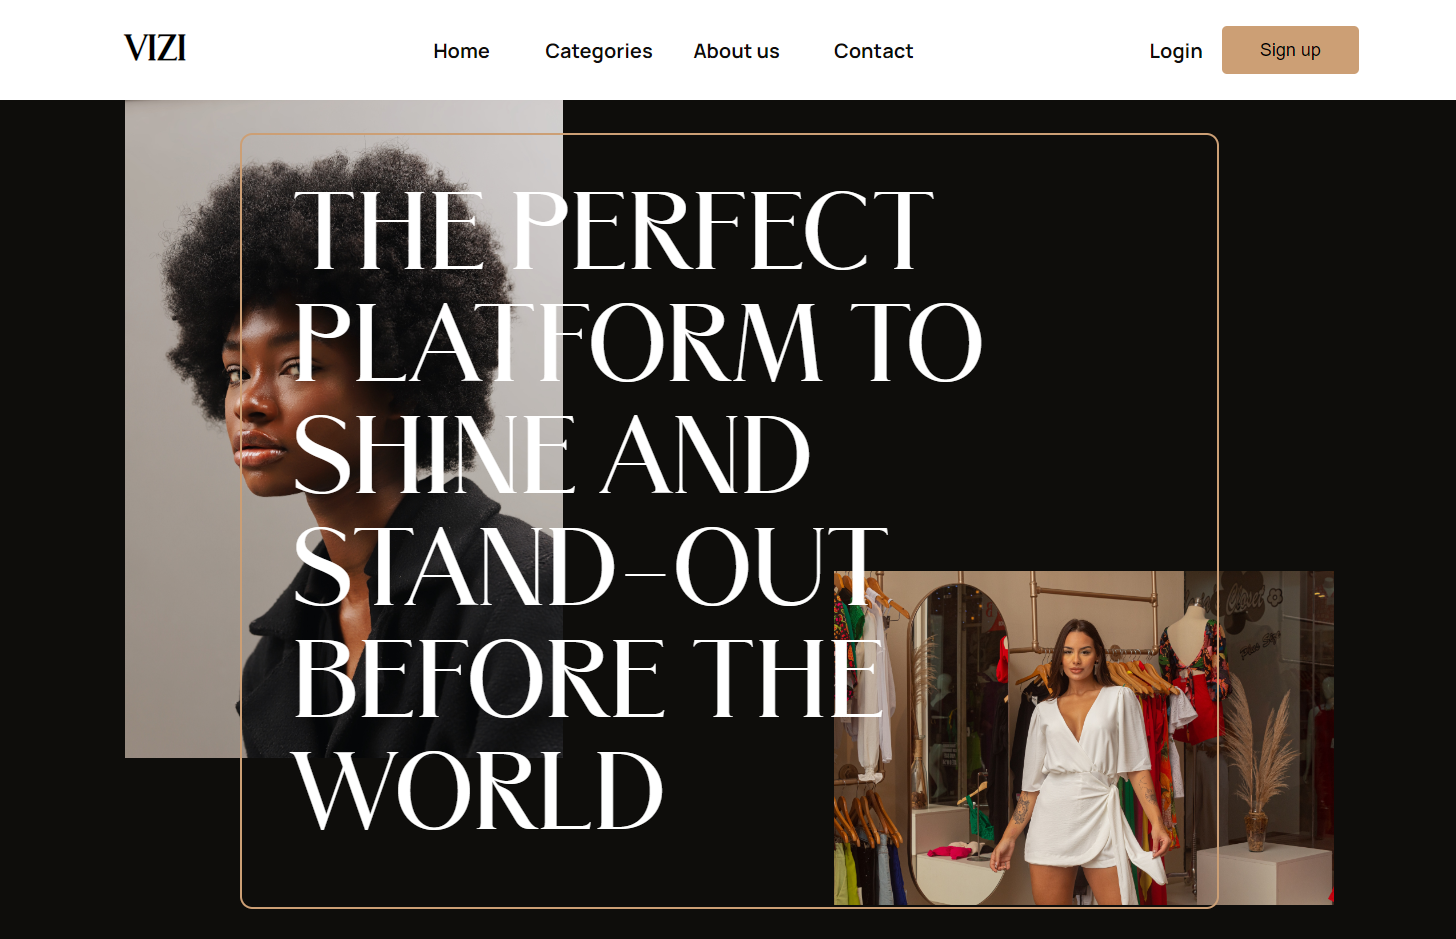 VIZI
Home Categories About us Contact Login Sign up
THE PERFECT
PLATFORM TO
SHINE AND
STAND-OUT
BEFORE THE
WORLD